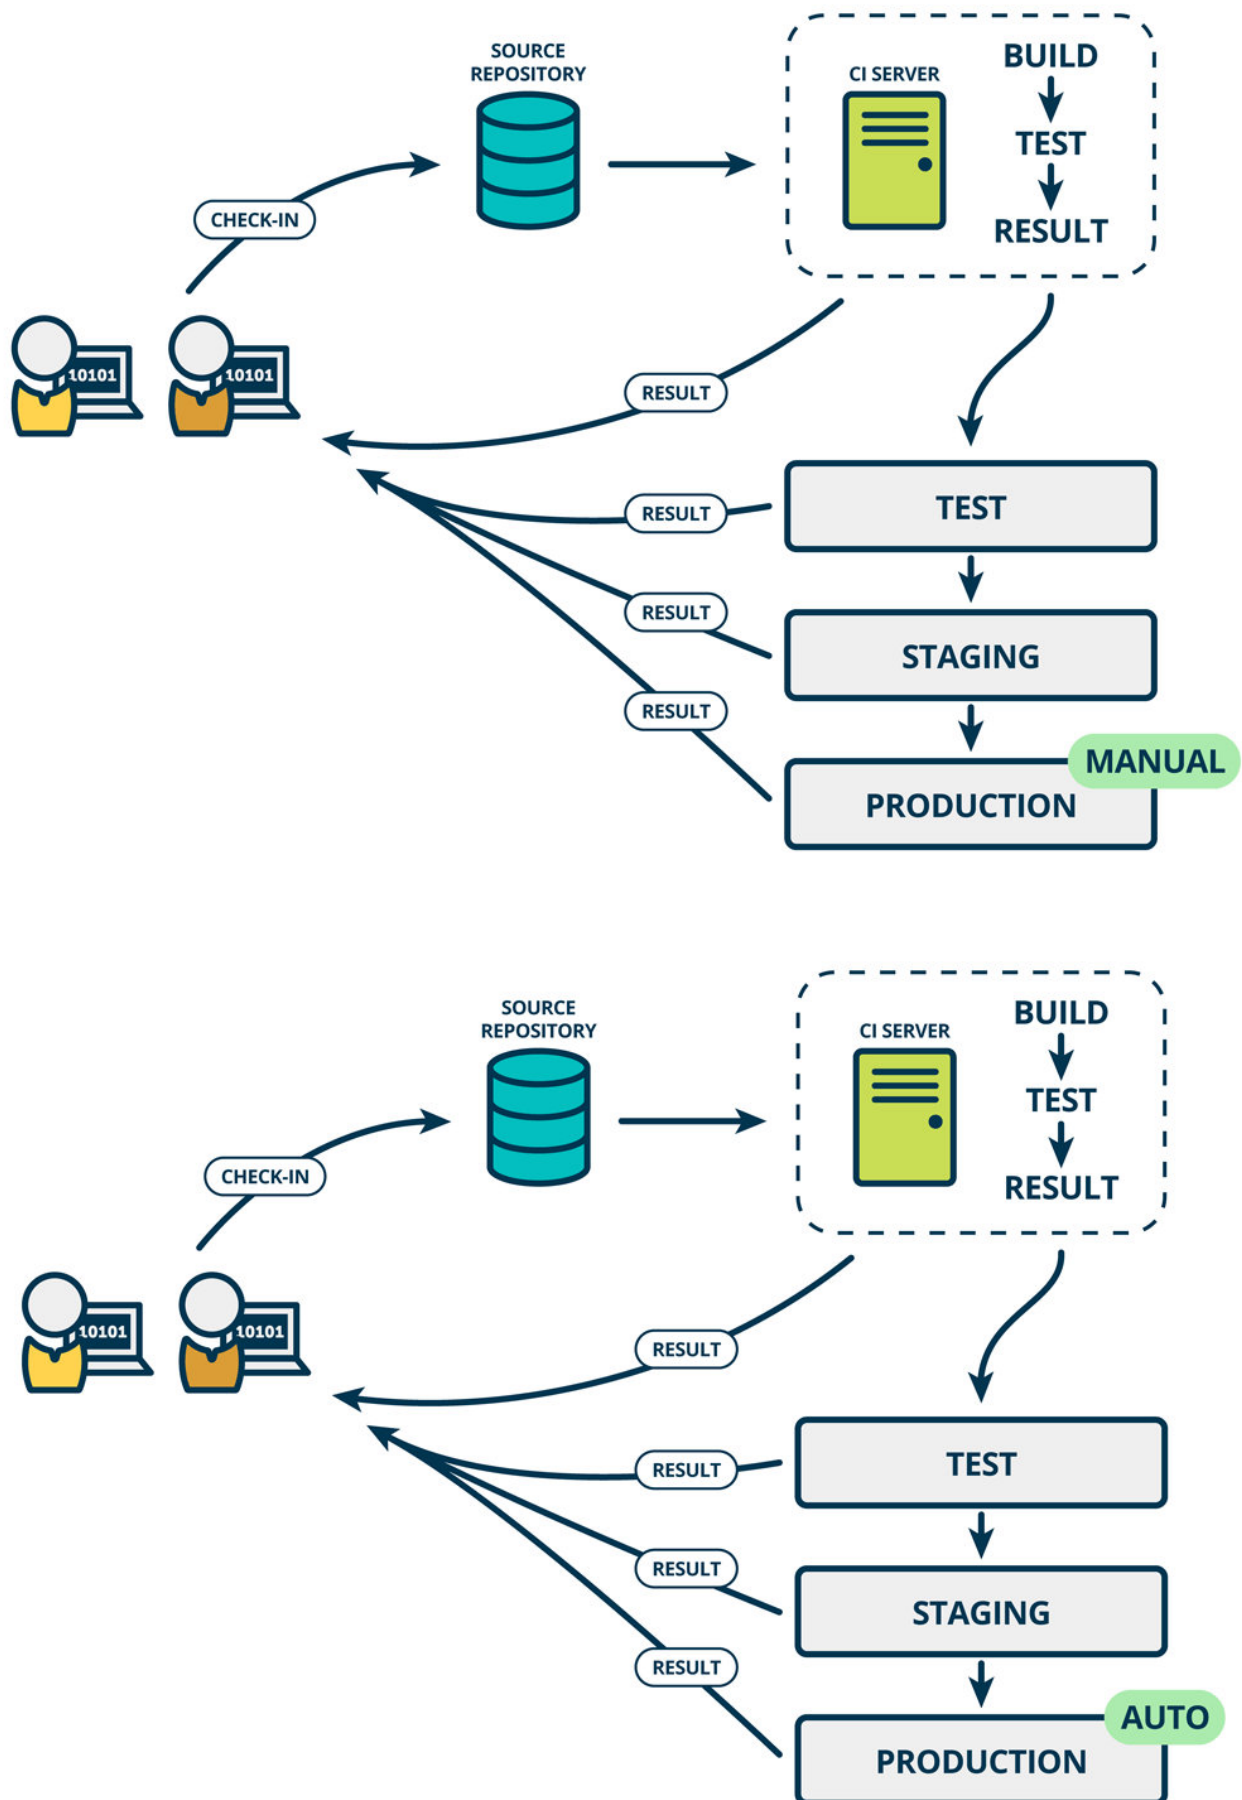 SOURCE
REPOSITORY
CI SERVER
BUILD
TEST
RESULT
CHECK-IN
10101
10101
RESULT
RESULT
TEST
RESULT
STAGING
RESULT
MANUAL
PRODUCTION
SOURCE
REPOSITORY
CI SERVER
BUILD
TEST
RESULT
CHECK-IN
10101
10101
RESULT
RESULT
TEST
RESULT
STAGING
RESULT
AUTO
PRODUCTION